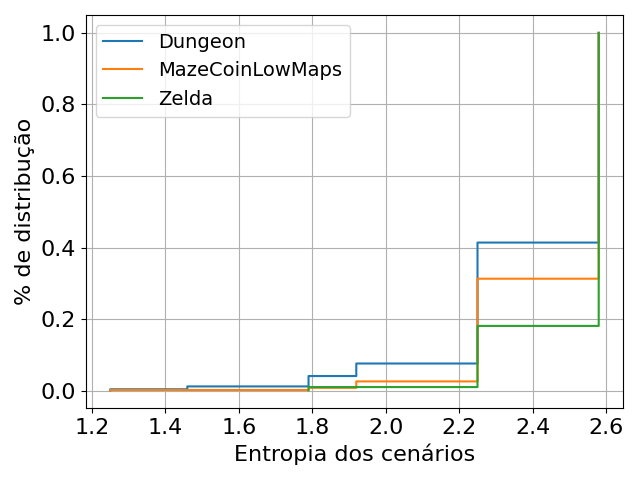 Dungeon
MazeCoinLowMaps
Zelda
1.0
0.8
0.6
0.4
0.2
0.0
% de distribução
1.2 1.4 1.6 1.8 2.0 2.2 2.4 2.6
Entropia dos cenários